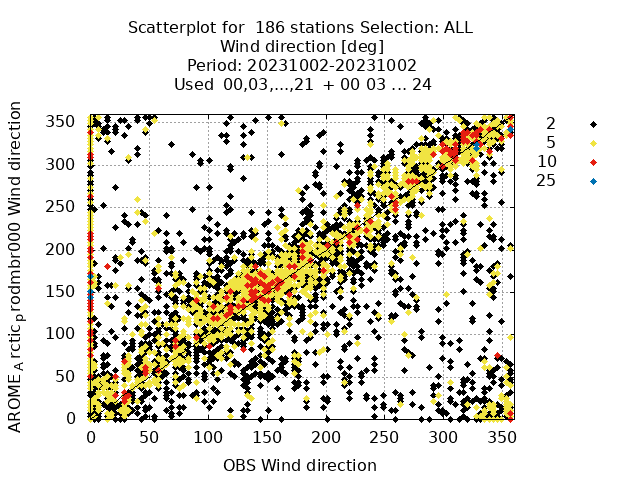 Scatterplot for  186 stations Selection: ALL
Wind direction [deg]
Period: 20231002-20231002
Used  00,03,...,21  + 00 03 ... 24
2
5
10
25
350
300
250
200
150
100
50
0
0 50 100 150 200 250 300 350
OBS Wind direction
AROME_Arctic_prodmbr000 Wind direction